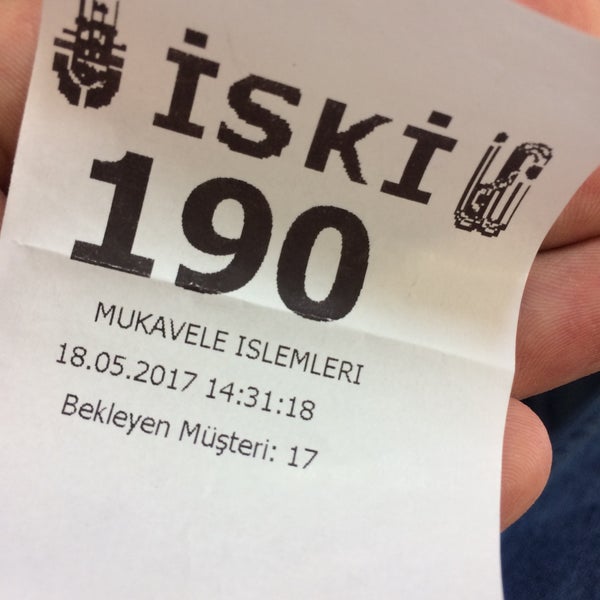 İSKİ
190
MUKAVELE ISLEMLERI
18.05.2017 14:31:18
Bekleyen Müşteri: 17